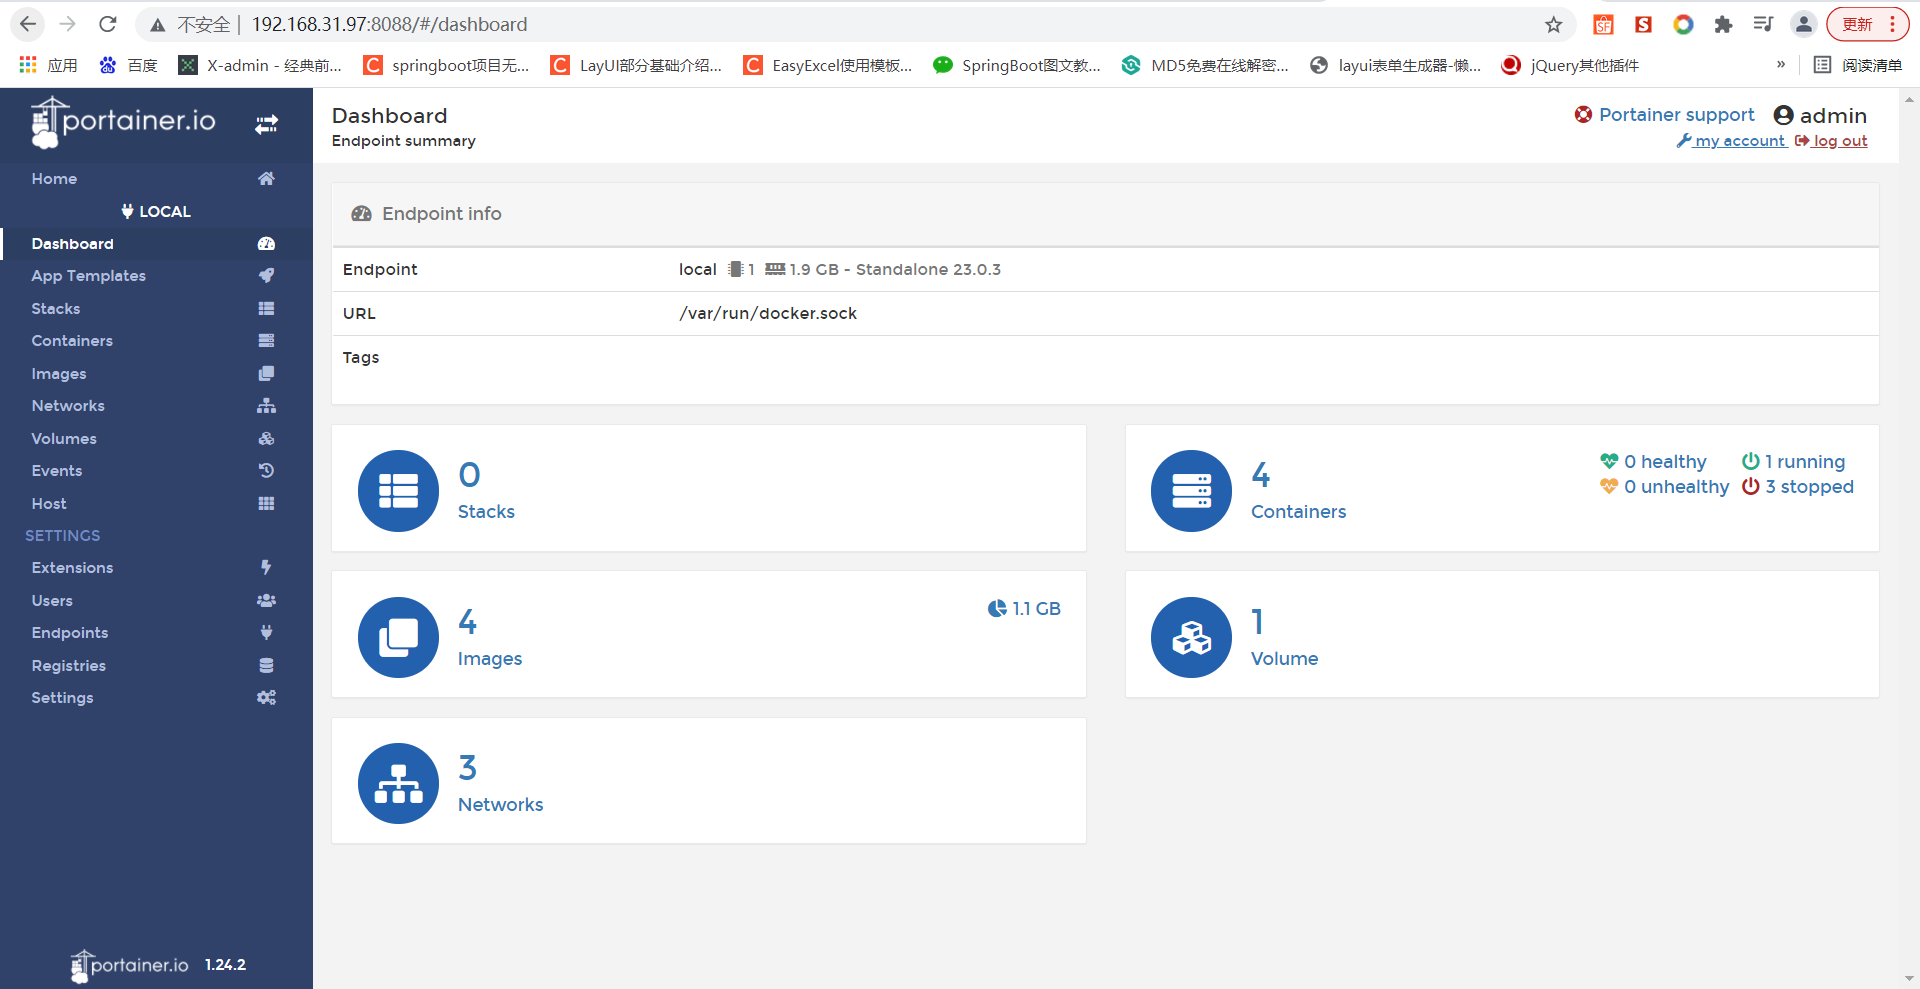 不安全 | 192.168.31.97:8088/#/dashboard
更新
应用 百度 X-admin - 经典前... springboot项目无... LayUI部分基础介绍... EasyExcel使用模板... SpringBoot图文教... MD5免费在线解密... layui表单生成器-懒... jQuery其他插件 » 阅读清单
portainer.io
Home
LOCAL
Dashboard
App Templates
Stacks
Containers
Images
Networks
Volumes
Events
Host
SETTINGS
Extensions
Users
Endpoints
Registries
Settings
portainer.io 1.24.2
Dashboard
Endpoint summary
Portainer support admin
my account log out
Endpoint info
Endpoint local 1 1.9 GB - Standalone 23.0.3
URL /var/run/docker.sock
Tags
0
Stacks
4
Containers
0 healthy 1 running
0 unhealthy 3 stopped
4
Images
1.1 GB
1
Volume
3
Networks